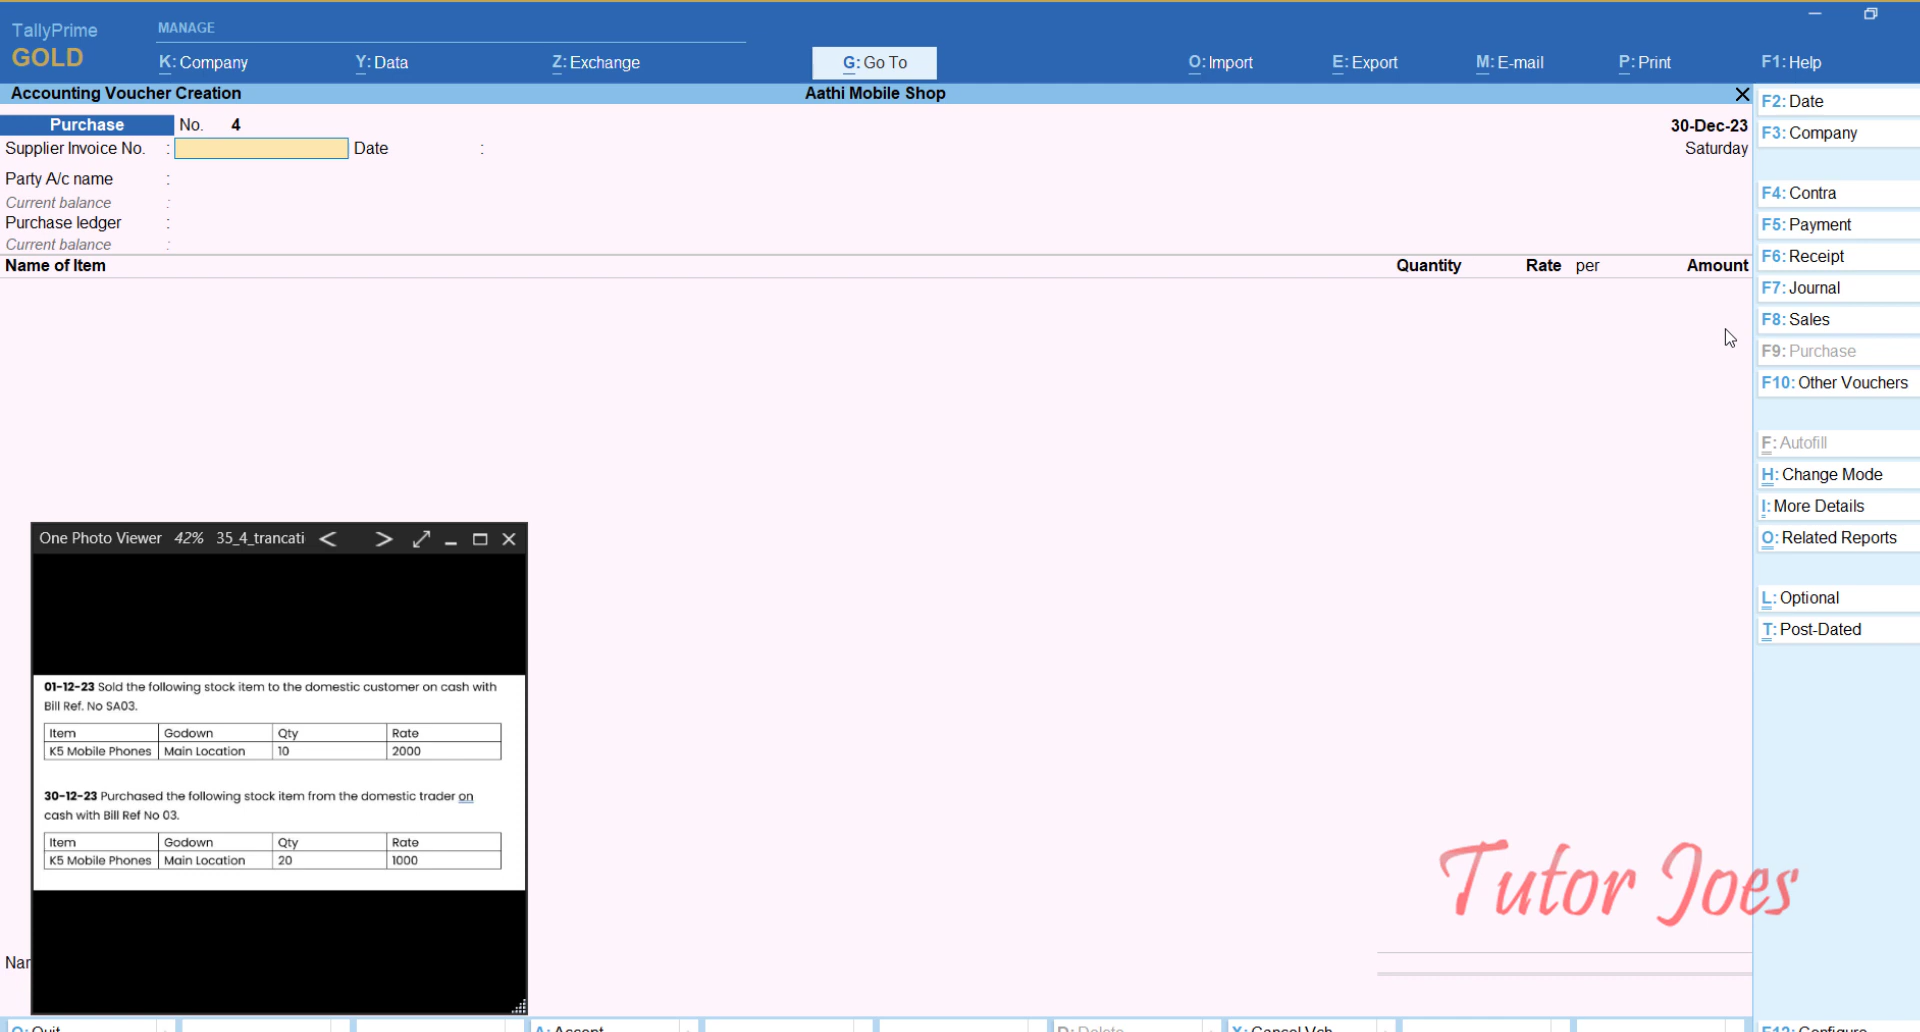 TallyPrime
GOLD
MANAGE
K: Company
Y: Data
Z: Exchange
G: Go To
O: Import
E: Export
M: E-mail
P: Print
F1: Help
Accounting Voucher Creation
Aathi Mobile Shop
Purchase No. 4
30-Dec-23
Supplier Invoice No. : Date :
Saturday
Party A/c name :
Current balance :
Purchase ledger :
Current balance :
Name of Item Quantity Rate per Amount
F2: Date
F3: Company
F4: Contra
F5: Payment
F6: Receipt
F7: Journal
F8: Sales
F9: Purchase
F10: Other Vouchers
F: Autofill
H: Change Mode
I: More Details
O: Related Reports
L: Optional
T: Post-Dated
One Photo Viewer 42% 35_4_trancati
01-12-23 Sold the following stock item to the domestic customer on cash with
Bill Ref. No SA03.
Item Godown Qty Rate
K5 Mobile Phones Main Location 10 2000
30-12-23 Purchased the following stock item from the domestic trader on
cash with Bill Ref No 03.
Item Godown Qty Rate
K5 Mobile Phones Main Location 20 1000
Tutor Joes
Q: Quit
A: Accept
D: Delete
X: Cancel Vch
F12: Configure